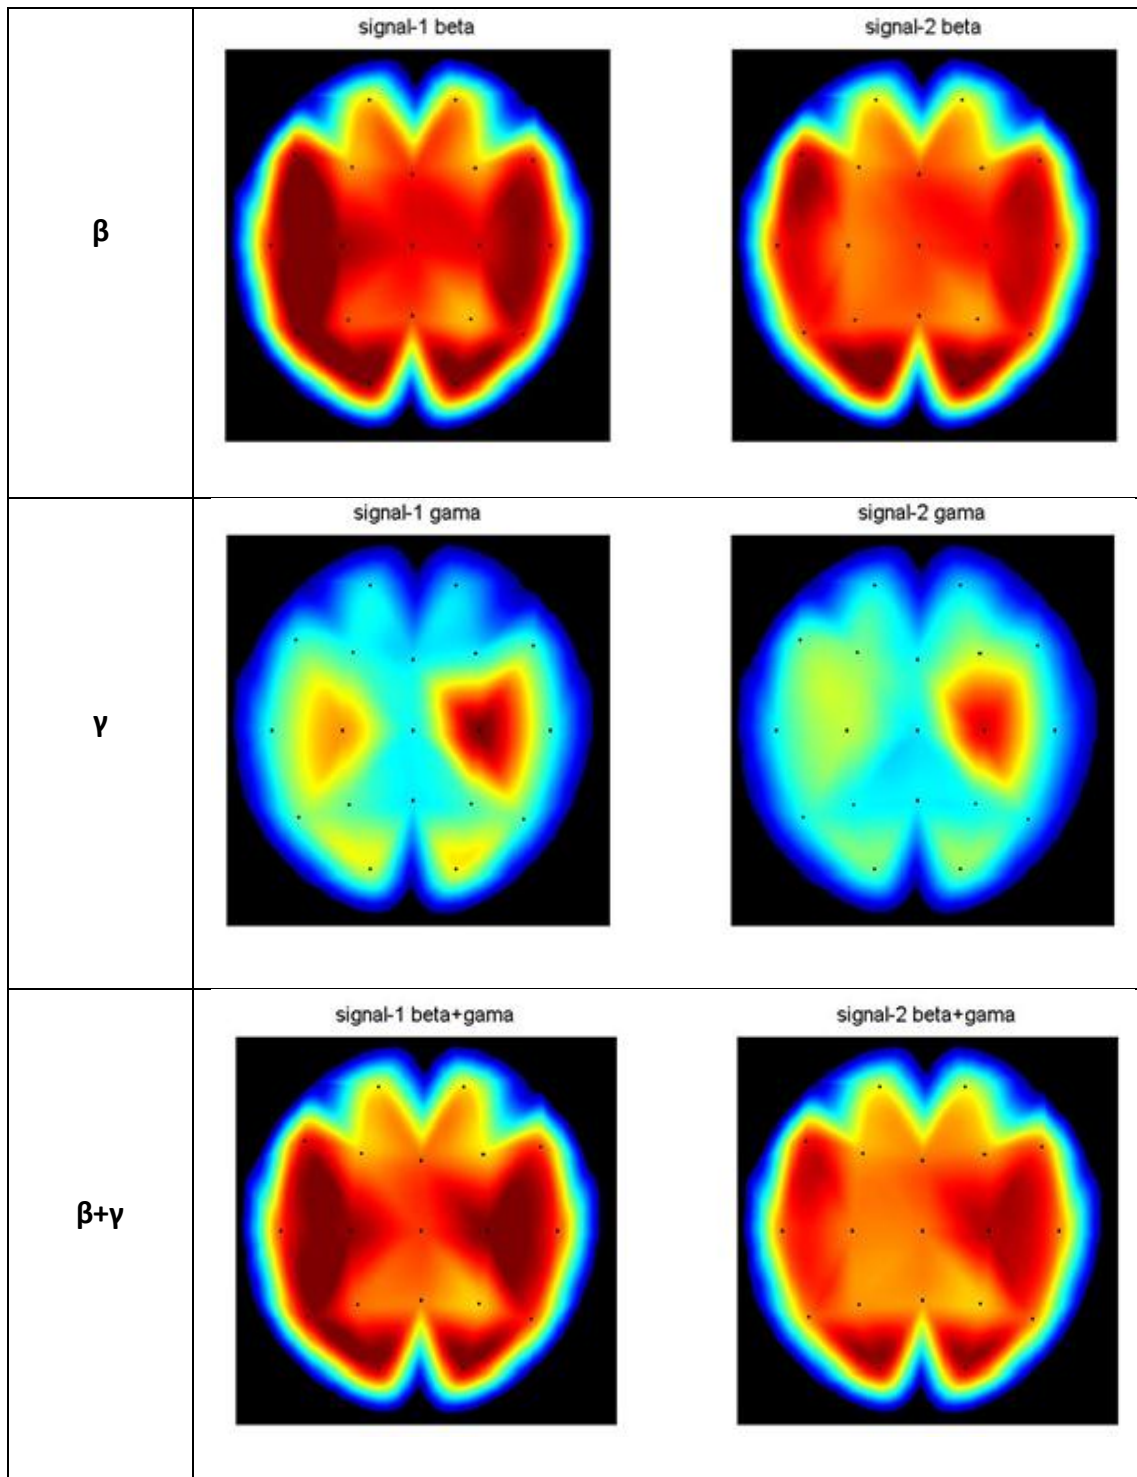 signal-1 beta
signal-2 beta
β
signal-1 gama
signal-2 gama
γ
signal-1 beta+gama
signal-2 beta+gama
β+γ